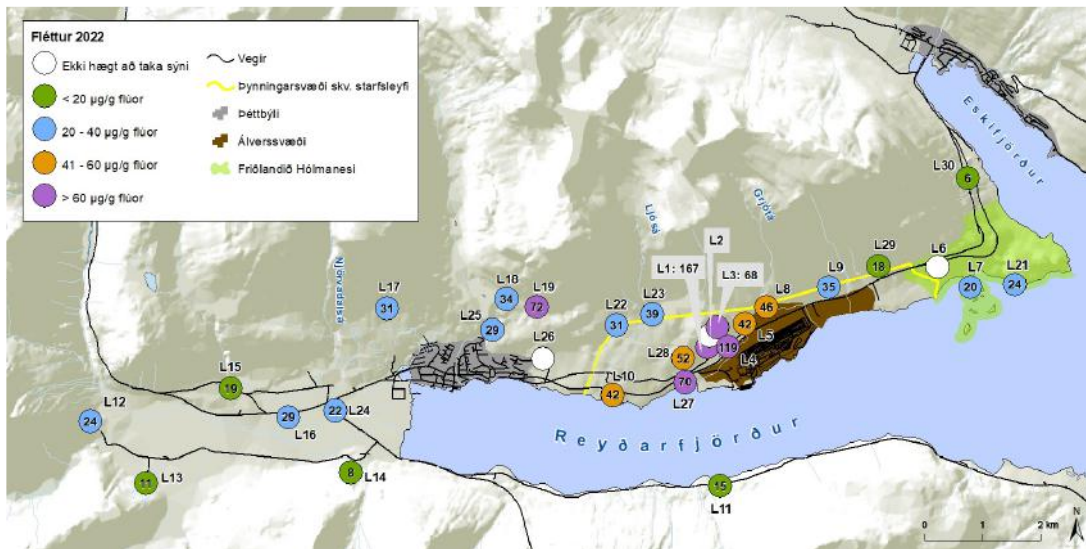 Fléttur 2022
Ekki hægt að taka sýni
< 20 µg/g flúor
20 - 40 µg/g flúor
41 - 60 µg/g flúor
> 60 µg/g flúor
Vegir
Þynningarsvæði skv. starfsleyfi
Þéttbýli
Álverssvæði
Friðlandið Hólmanesi
Eskifjörður
L30
6
Grjótá
Ljósá
Njörvadalsá
L2
L1: 167
L3: 68
L29
18
L6
L7
20
L21
24
L9
35
L8
46
L17
31
L18
34
L19
72
L22
31
L23
39
L25
29
L26
42
L5
119
L4
L28
52
L27
70
L10
42
L15
19
L12
24
L16
29
L24
22
L13
11
L14
8
Reyðarfjörður
15
L11
0 1 2 km
N